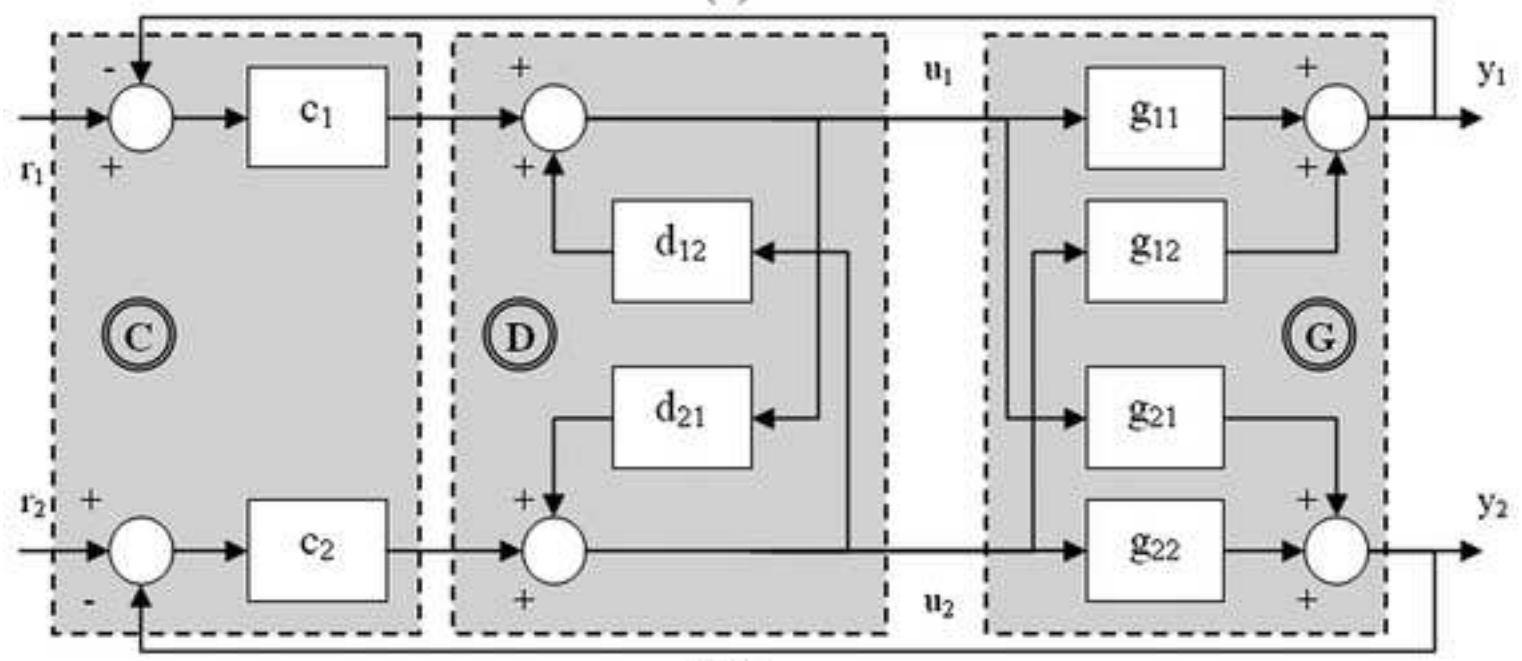 - + u₁ + y₁
c₁ g₁₁
r₁ + + +
d₁₂ g₁₂
C D G
d₂₁ g₂₁
r₂ + + + y₂
c₂ g₂₂
- + u₂ +